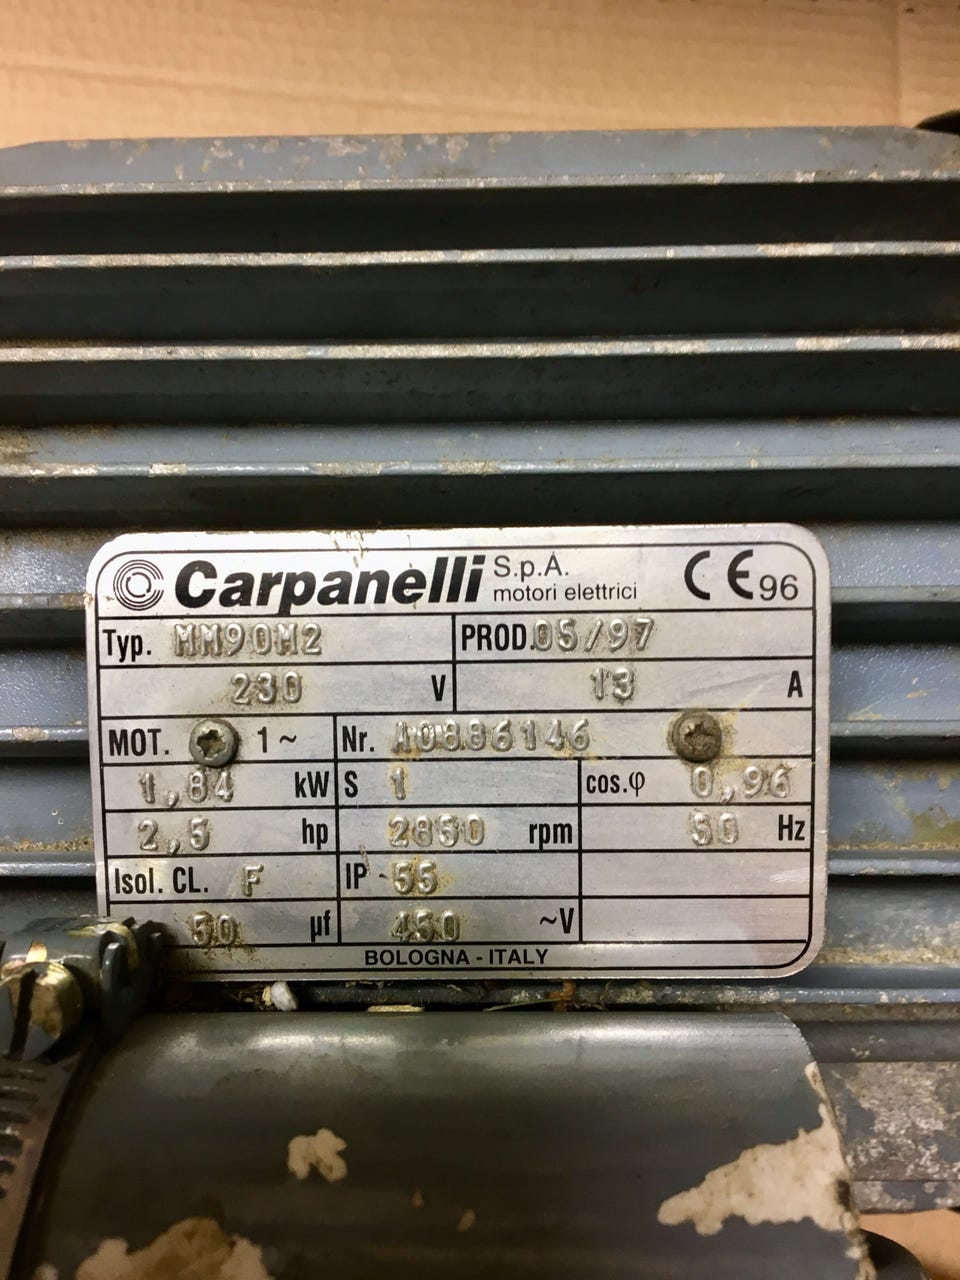 Carpanelli S.p.A. motori elettrici CE 96
Typ. MM90M2 PROD. 05/97
230 V 13 A
MOT. 1~ Nr. A0886146
1,84 kW S 1 cos.φ 0,96
2,5 hp 2850 rpm 50 Hz
Isol. CL. F IP 55
50 µf 450 ~V
BOLOGNA - ITALY